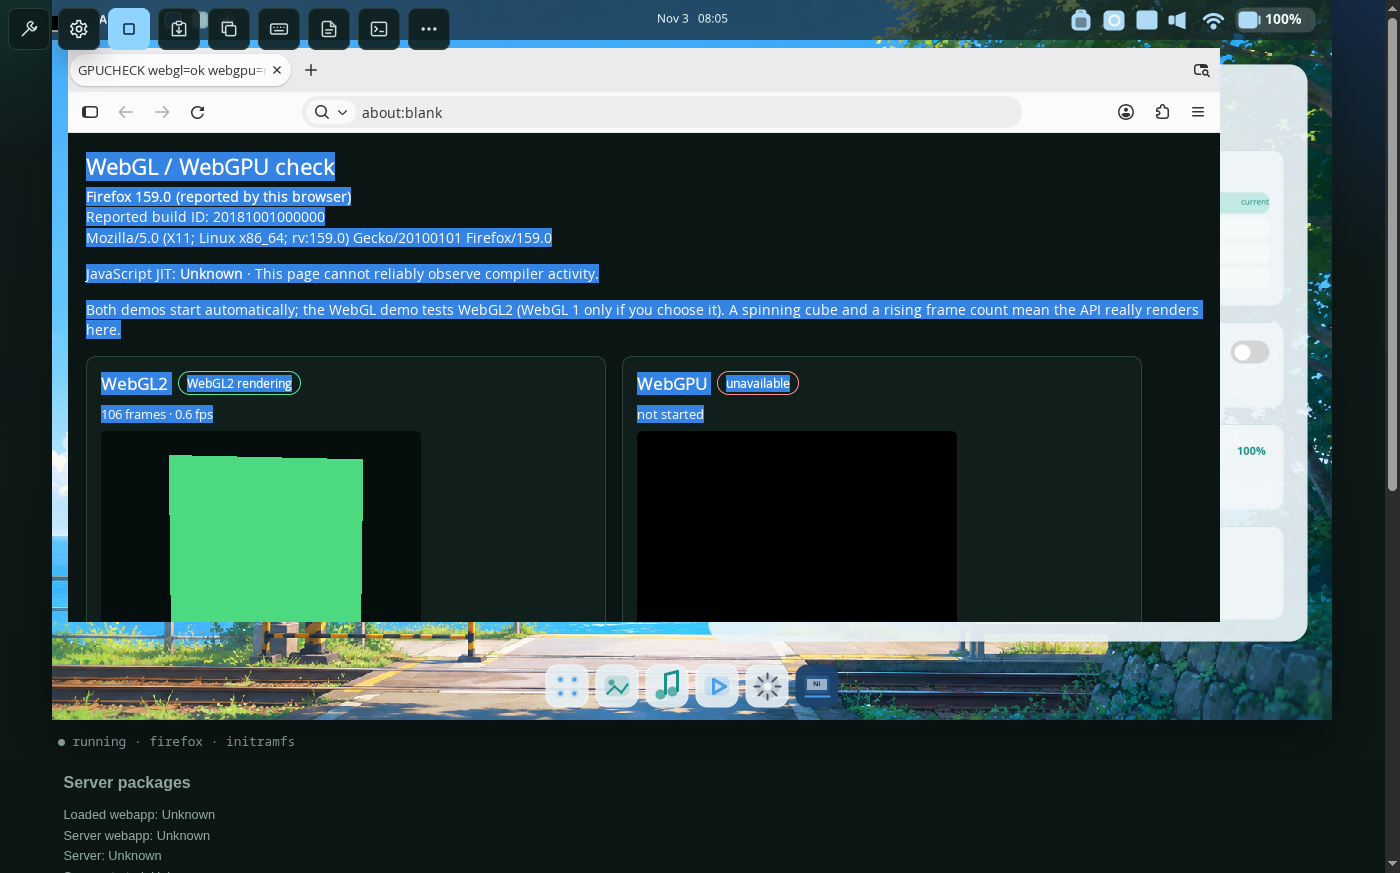 Nov 3 08:05
100%
GPUCHECK webgl=ok webgpu=
about:blank
WebGL / WebGPU check
Firefox 159.0 (reported by this browser)
Reported build ID: 20181001000000
Mozilla/5.0 (X11; Linux x86_64; rv:159.0) Gecko/20100101 Firefox/159.0
JavaScript JIT: Unknown · This page cannot reliably observe compiler activity.
Both demos start automatically; the WebGL demo tests WebGL2 (WebGL 1 only if you choose it). A spinning cube and a rising frame count mean the API really renders
here.
WebGL2 WebGL2 rendering
106 frames · 0.6 fps
WebGPU unavailable
not started
current
100%
Ni
● running · firefox · initramfs
Server packages
Loaded webapp: Unknown
Server webapp: Unknown
Server: Unknown